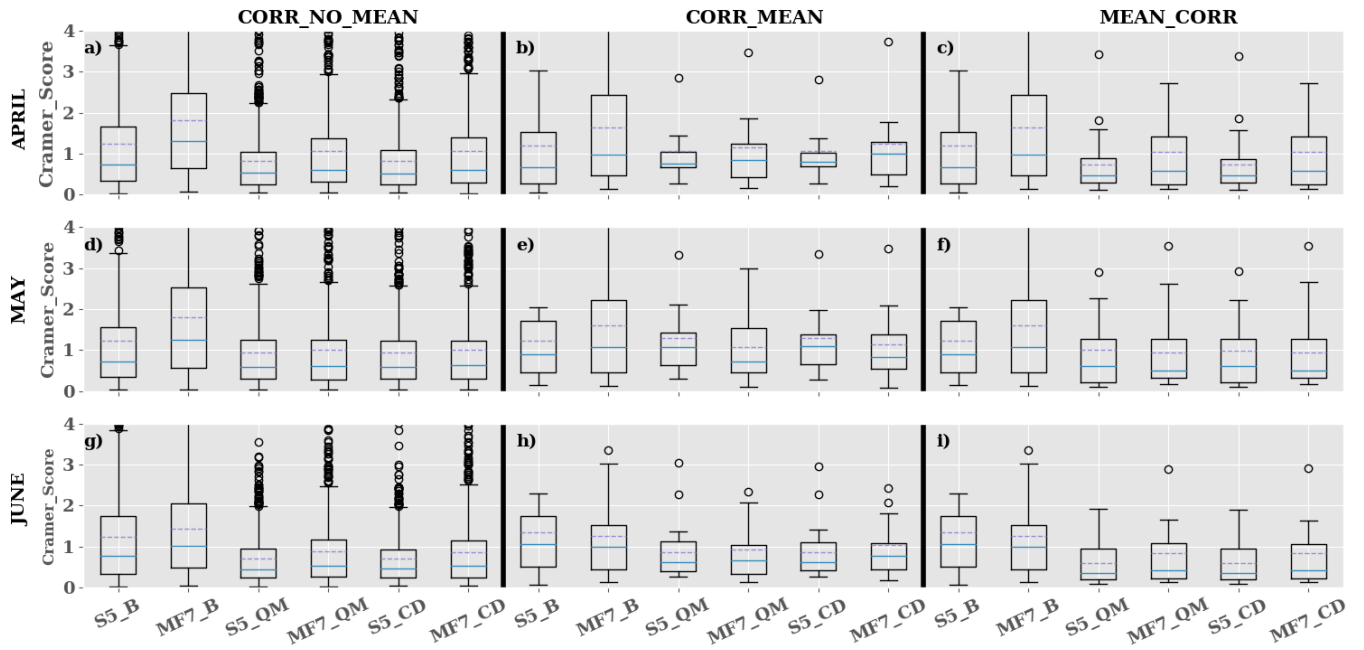 CORR_NO_MEAN CORR_MEAN MEAN_CORR
APRIL
Cramer_Score
4
3
2
1
0
a) b) c)
MAY
Cramer_Score
4
3
2
1
0
d) e) f)
JUNE
Cramer_Score
4
3
2
1
0
g) h) i)
S5_B MF7_B S5_QM MF7_QM S5_CD MF7_CD S5_B MF7_B S5_QM MF7_QM S5_CD MF7_CD S5_B MF7_B S5_QM MF7_QM S5_CD MF7_CD